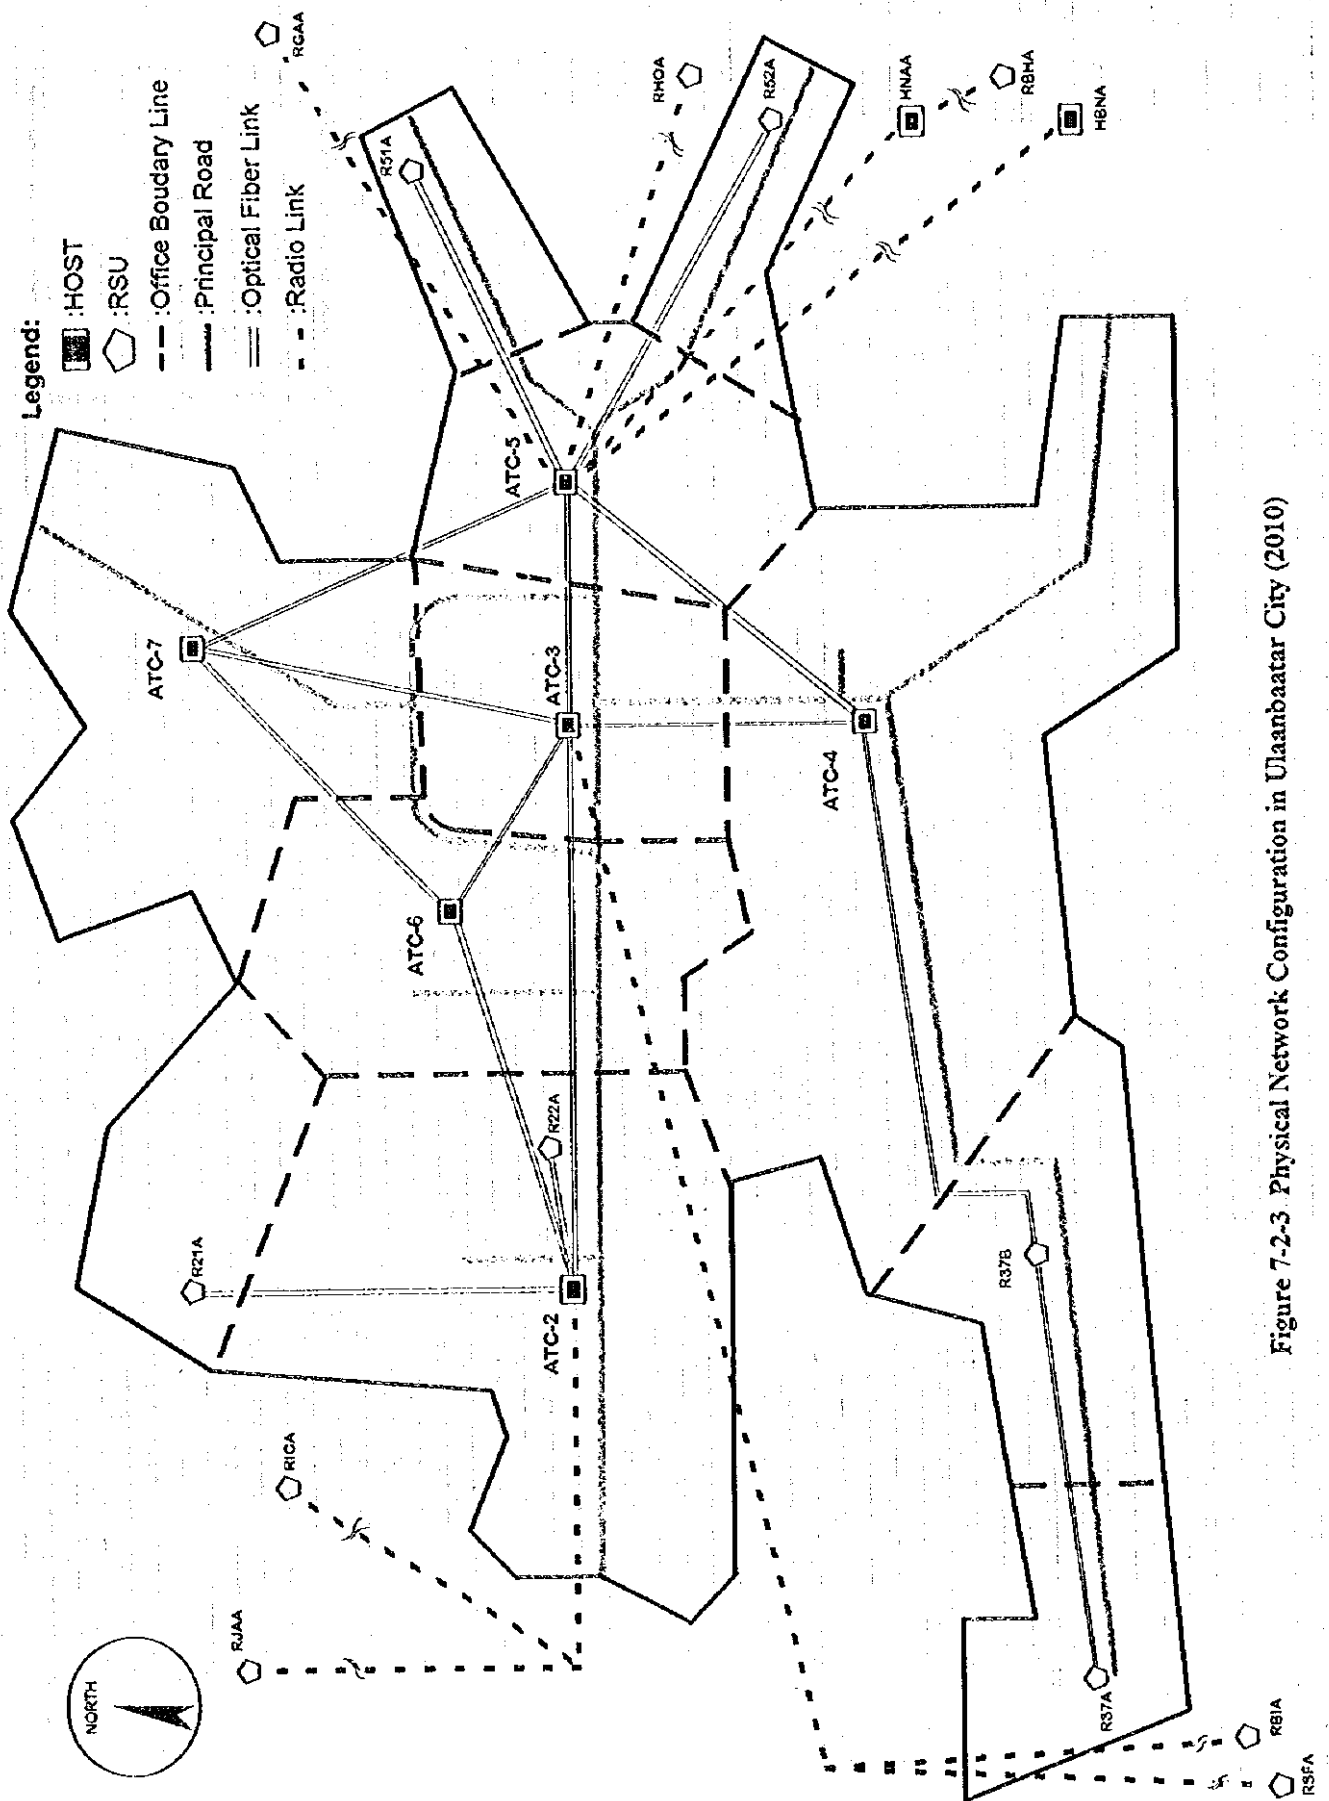 Legend:
:HOST
:RSU
:Office Boudary Line
:Principal Road
:Optical Fiber Link
:Radio Link
RGAA
R51A
RHOA
R52A
HNAA
RBHA
HBNA
ATC-5
ATC-7
ATC-3
ATC-4
ATC-6
R22A
R21A
ATC-2
R37B
RICA
RJAA
NORTH
R37A
RBIA
RSFA
Figure 7-2-3 Physical Network Configuration in Ulaanbaatar City (2010)